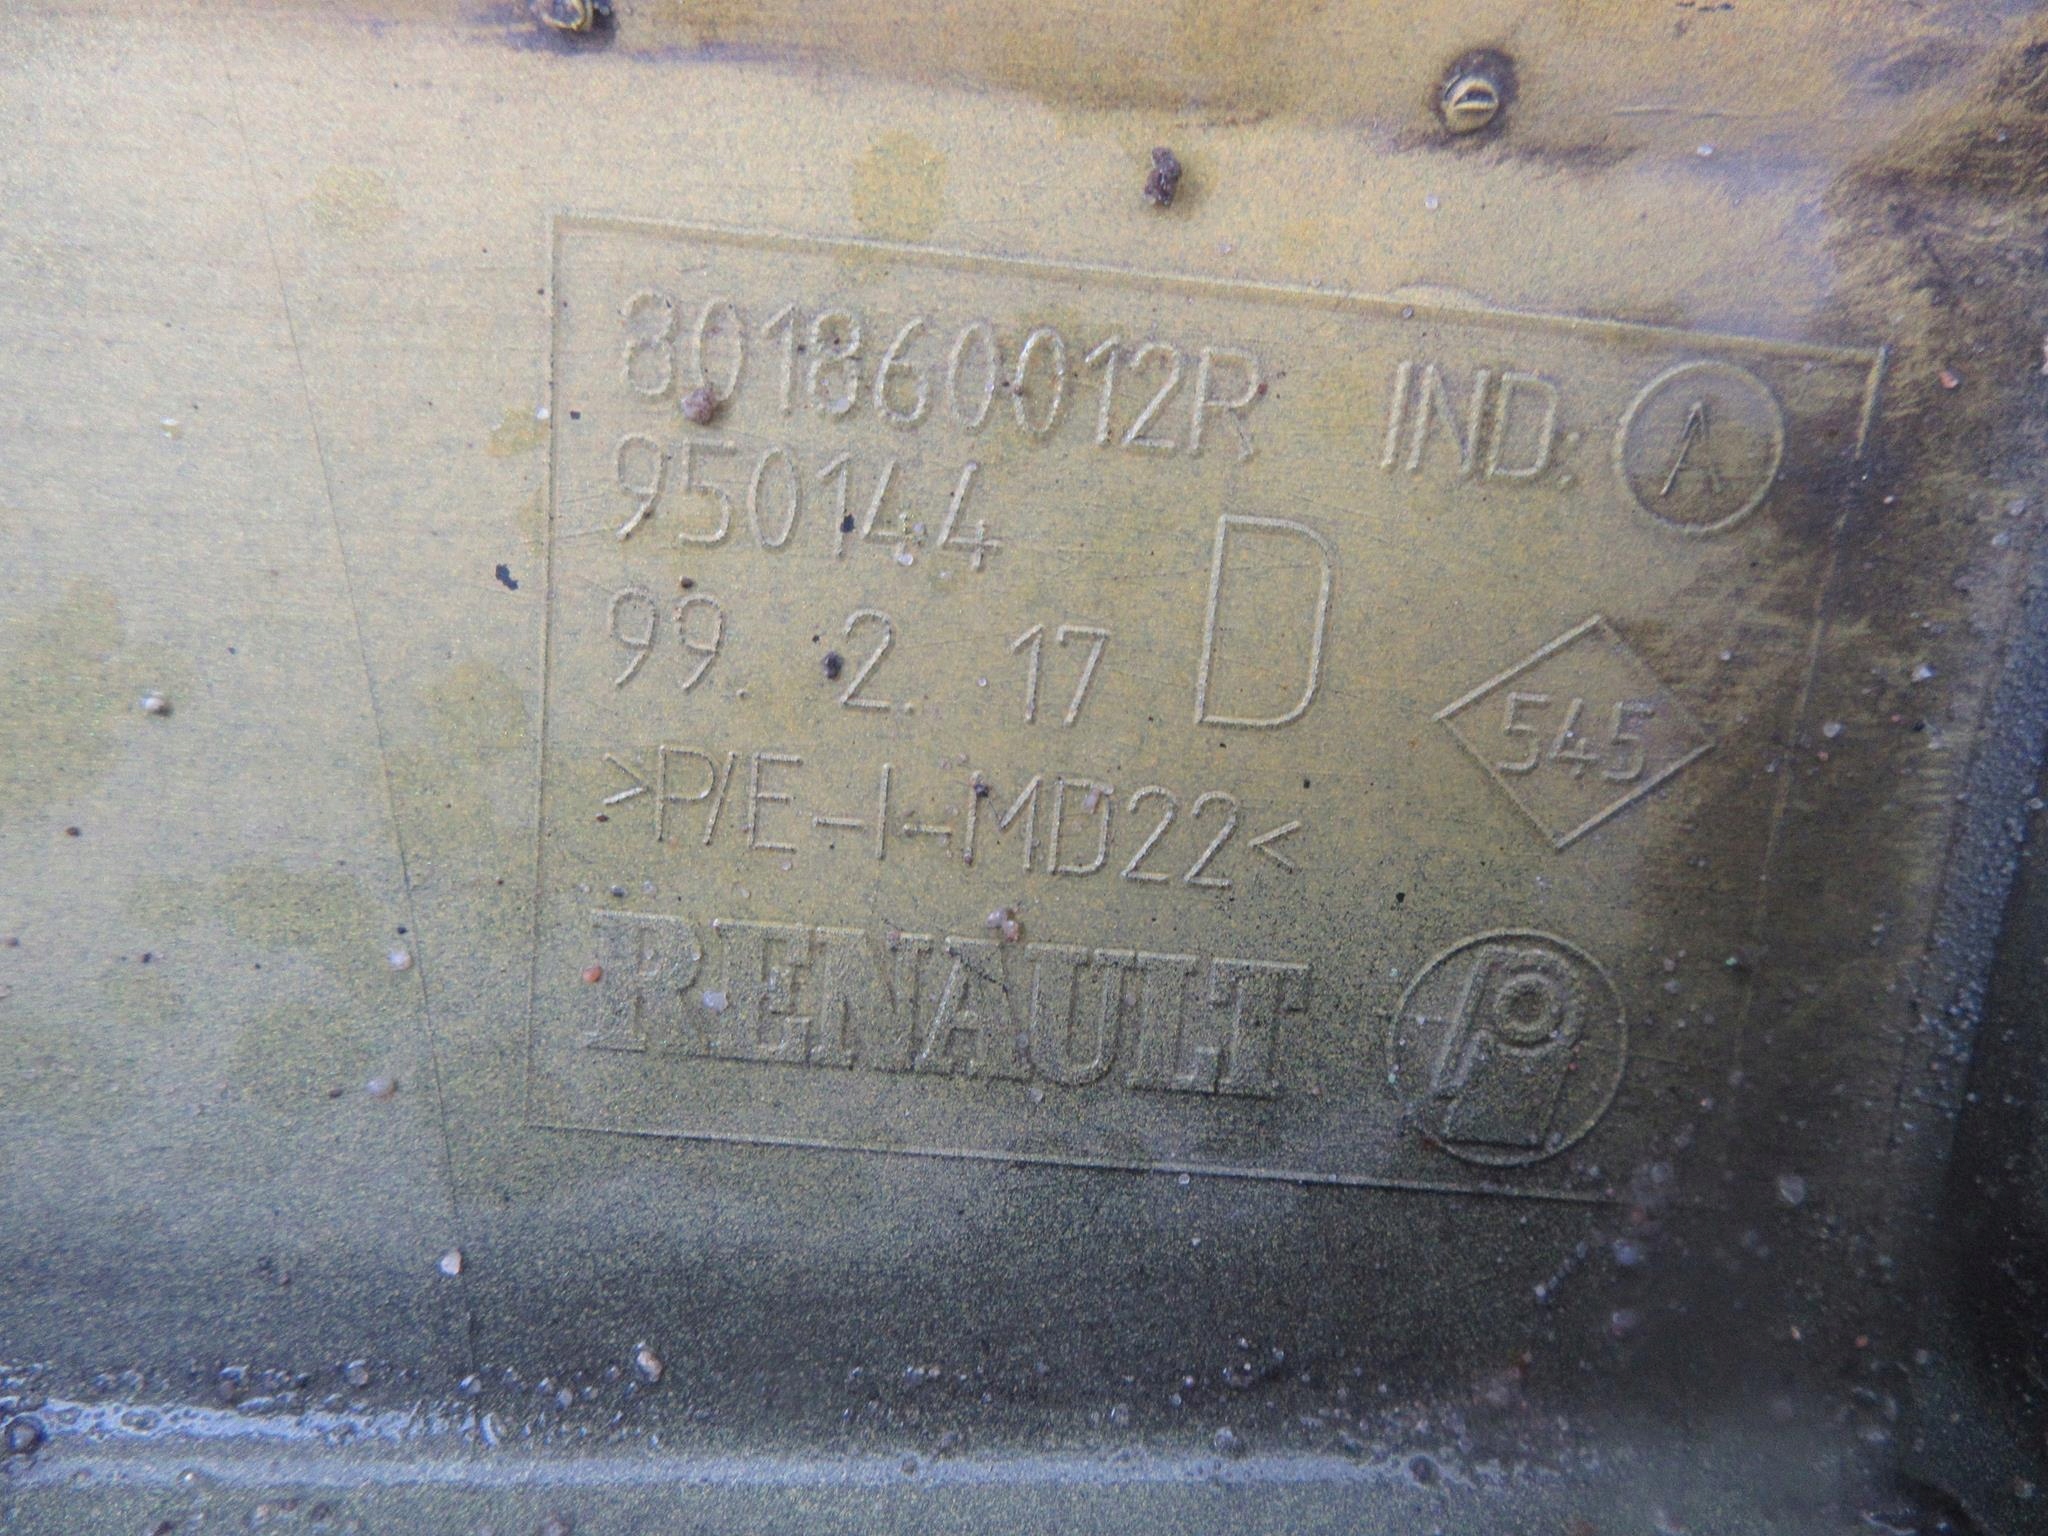 801860012R IND: A
950144
99. 2. 17 D
545
>P/E-I-MD22<
RENAULT